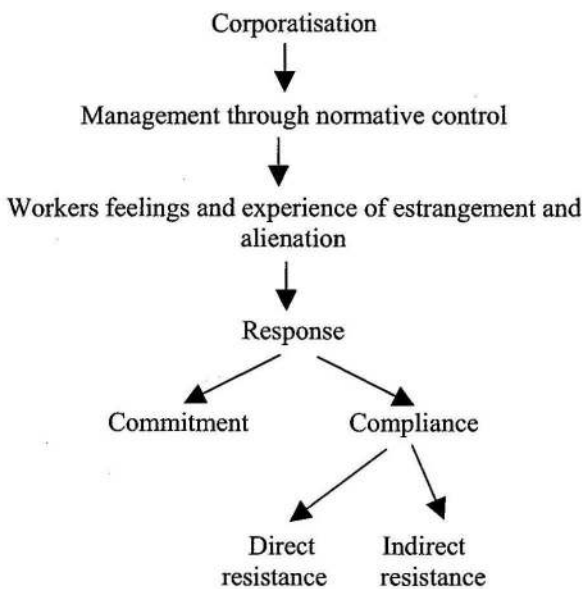 Corporatisation
Management through normative control
Workers feelings and experience of estrangement and
alienation
Response
Commitment
Compliance
Direct
resistance
Indirect
resistance